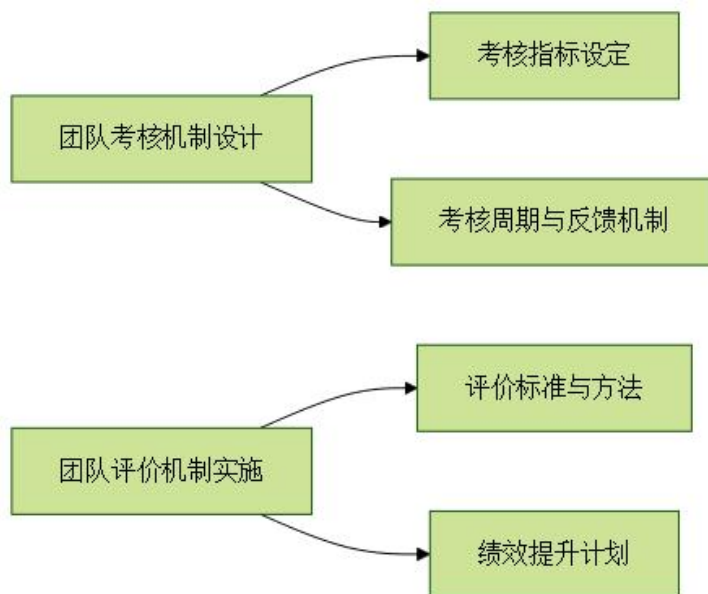 团队考核机制设计
考核指标设定
考核周期与反馈机制
团队评价机制实施
评价标准与方法
绩效提升计划